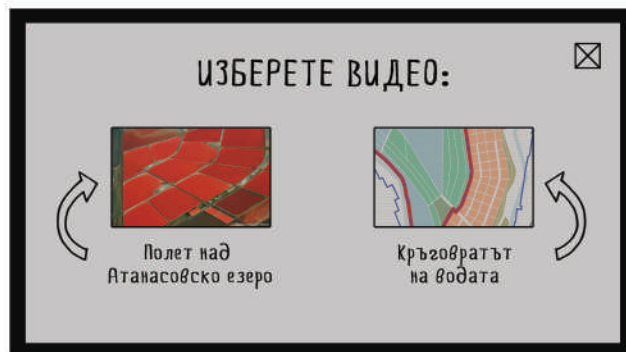 ИЗБЕРЕТЕ ВИДЕО:
Полет над
Атанасовско езеро
Кръговратът
на водата